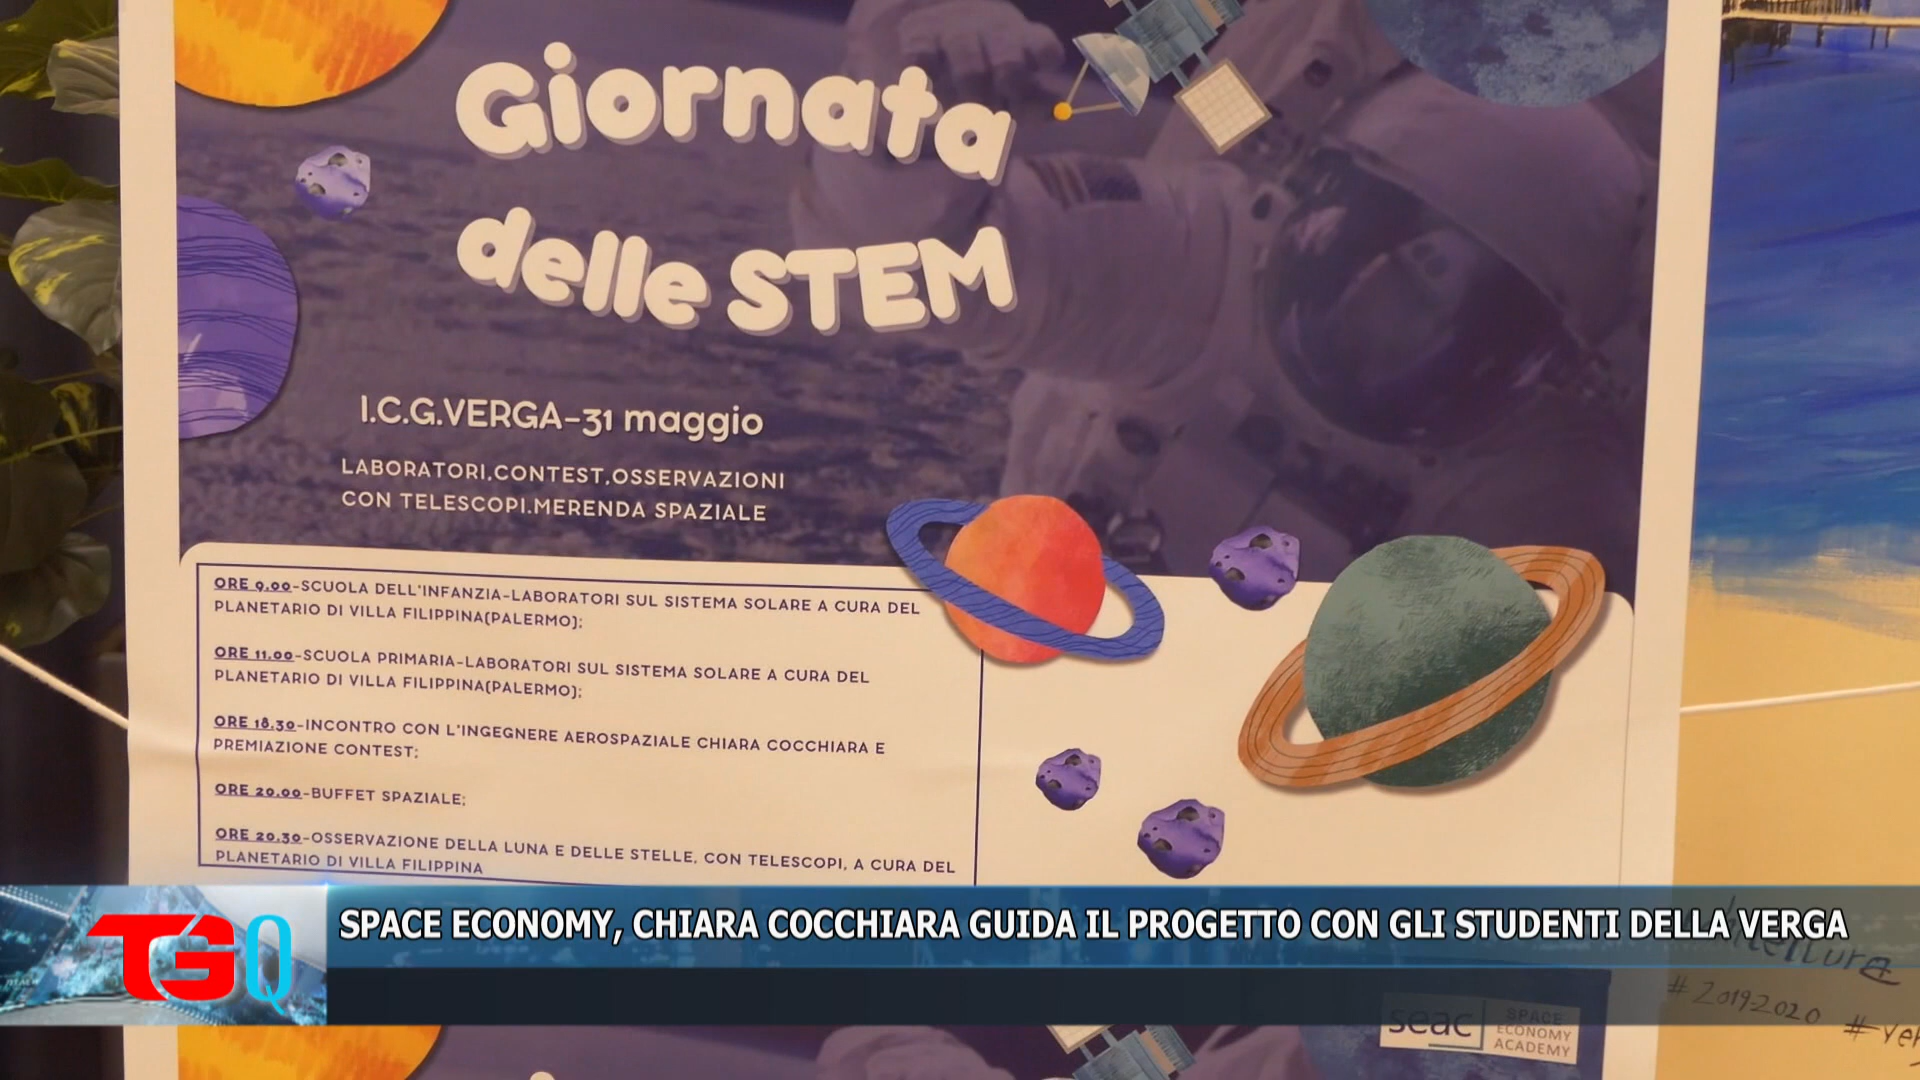 Giornata
delle STEM
I.C.G.VERGA-31 maggio
LABORATORI,CONTEST,OSSERVAZIONI
CON TELESCOPI.MERENDA SPAZIALE
ORE 9.00-SCUOLA DELL'INFANZIA-LABORATORI SUL SISTEMA SOLARE A CURA DEL
PLANETARIO DI VILLA FILIPPINA(PALERMO);
ORE 11.00-SCUOLA PRIMARIA-LABORATORI SUL SISTEMA SOLARE A CURA DEL
PLANETARIO DI VILLA FILIPPINA(PALERMO);
ORE 18.30-INCONTRO CON L'INGEGNERE AEROSPAZIALE CHIARA COCCHIARA E
PREMIAZIONE CONTEST;
ORE 20.00-BUFFET SPAZIALE;
ORE 20.30-OSSERVAZIONE DELLA LUNA E DELLE STELLE, CON TELESCOPI, A CURA DEL
PLANETARIO DI VILLA FILIPPINA
TGQ
SPACE ECONOMY, CHIARA COCCHIARA GUIDA IL PROGETTO CON GLI STUDENTI DELLA VERGA
# 2019-2020
seac
SPACE
ECONOMY
ACADEMY